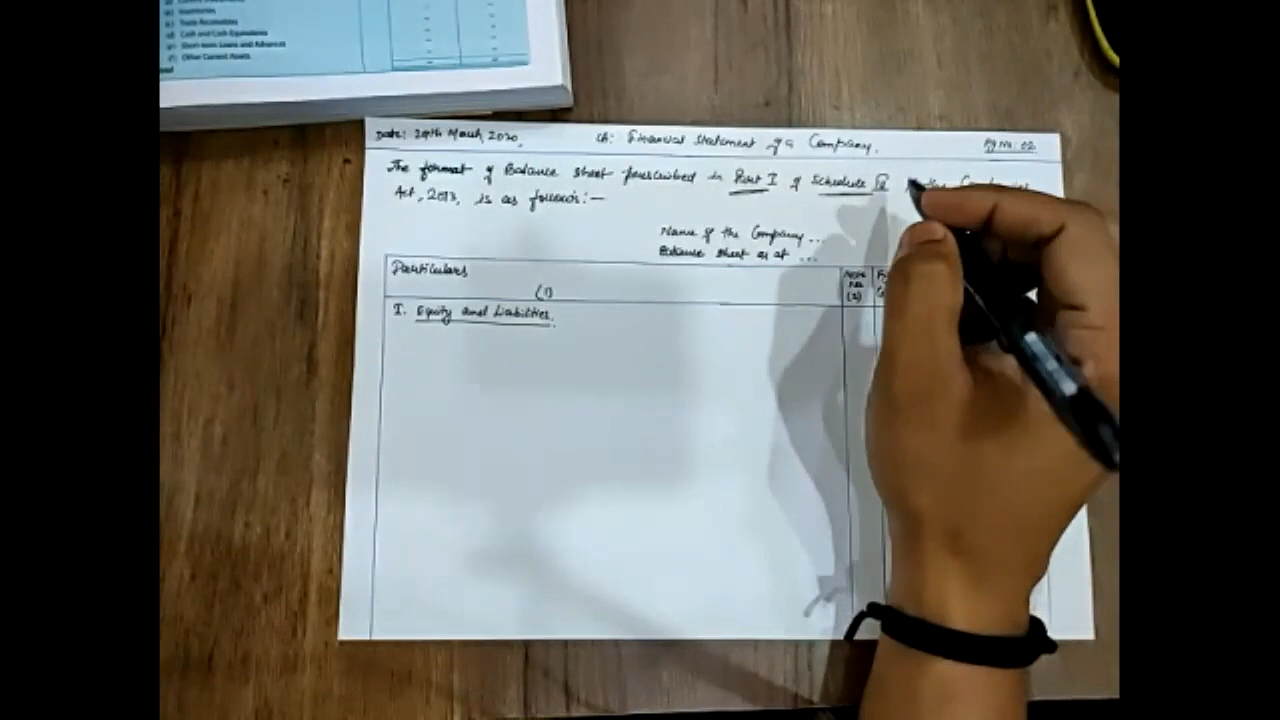 Inventories
Trade Receivables
Cash and Cash Equivalents
Short-term Loans and Advances
Other Current Assets
Date: 29th March, 2020. Ch: Financial Statement of a Company. Pg No: 02
The format of Balance Sheet prescribed in Part I of Schedule III
Act, 2013, is as follows:-
Name of the Company...
Balance sheet as at ...
Particulars
(1)
Note No. (2)
I. Equity and Liabilities.